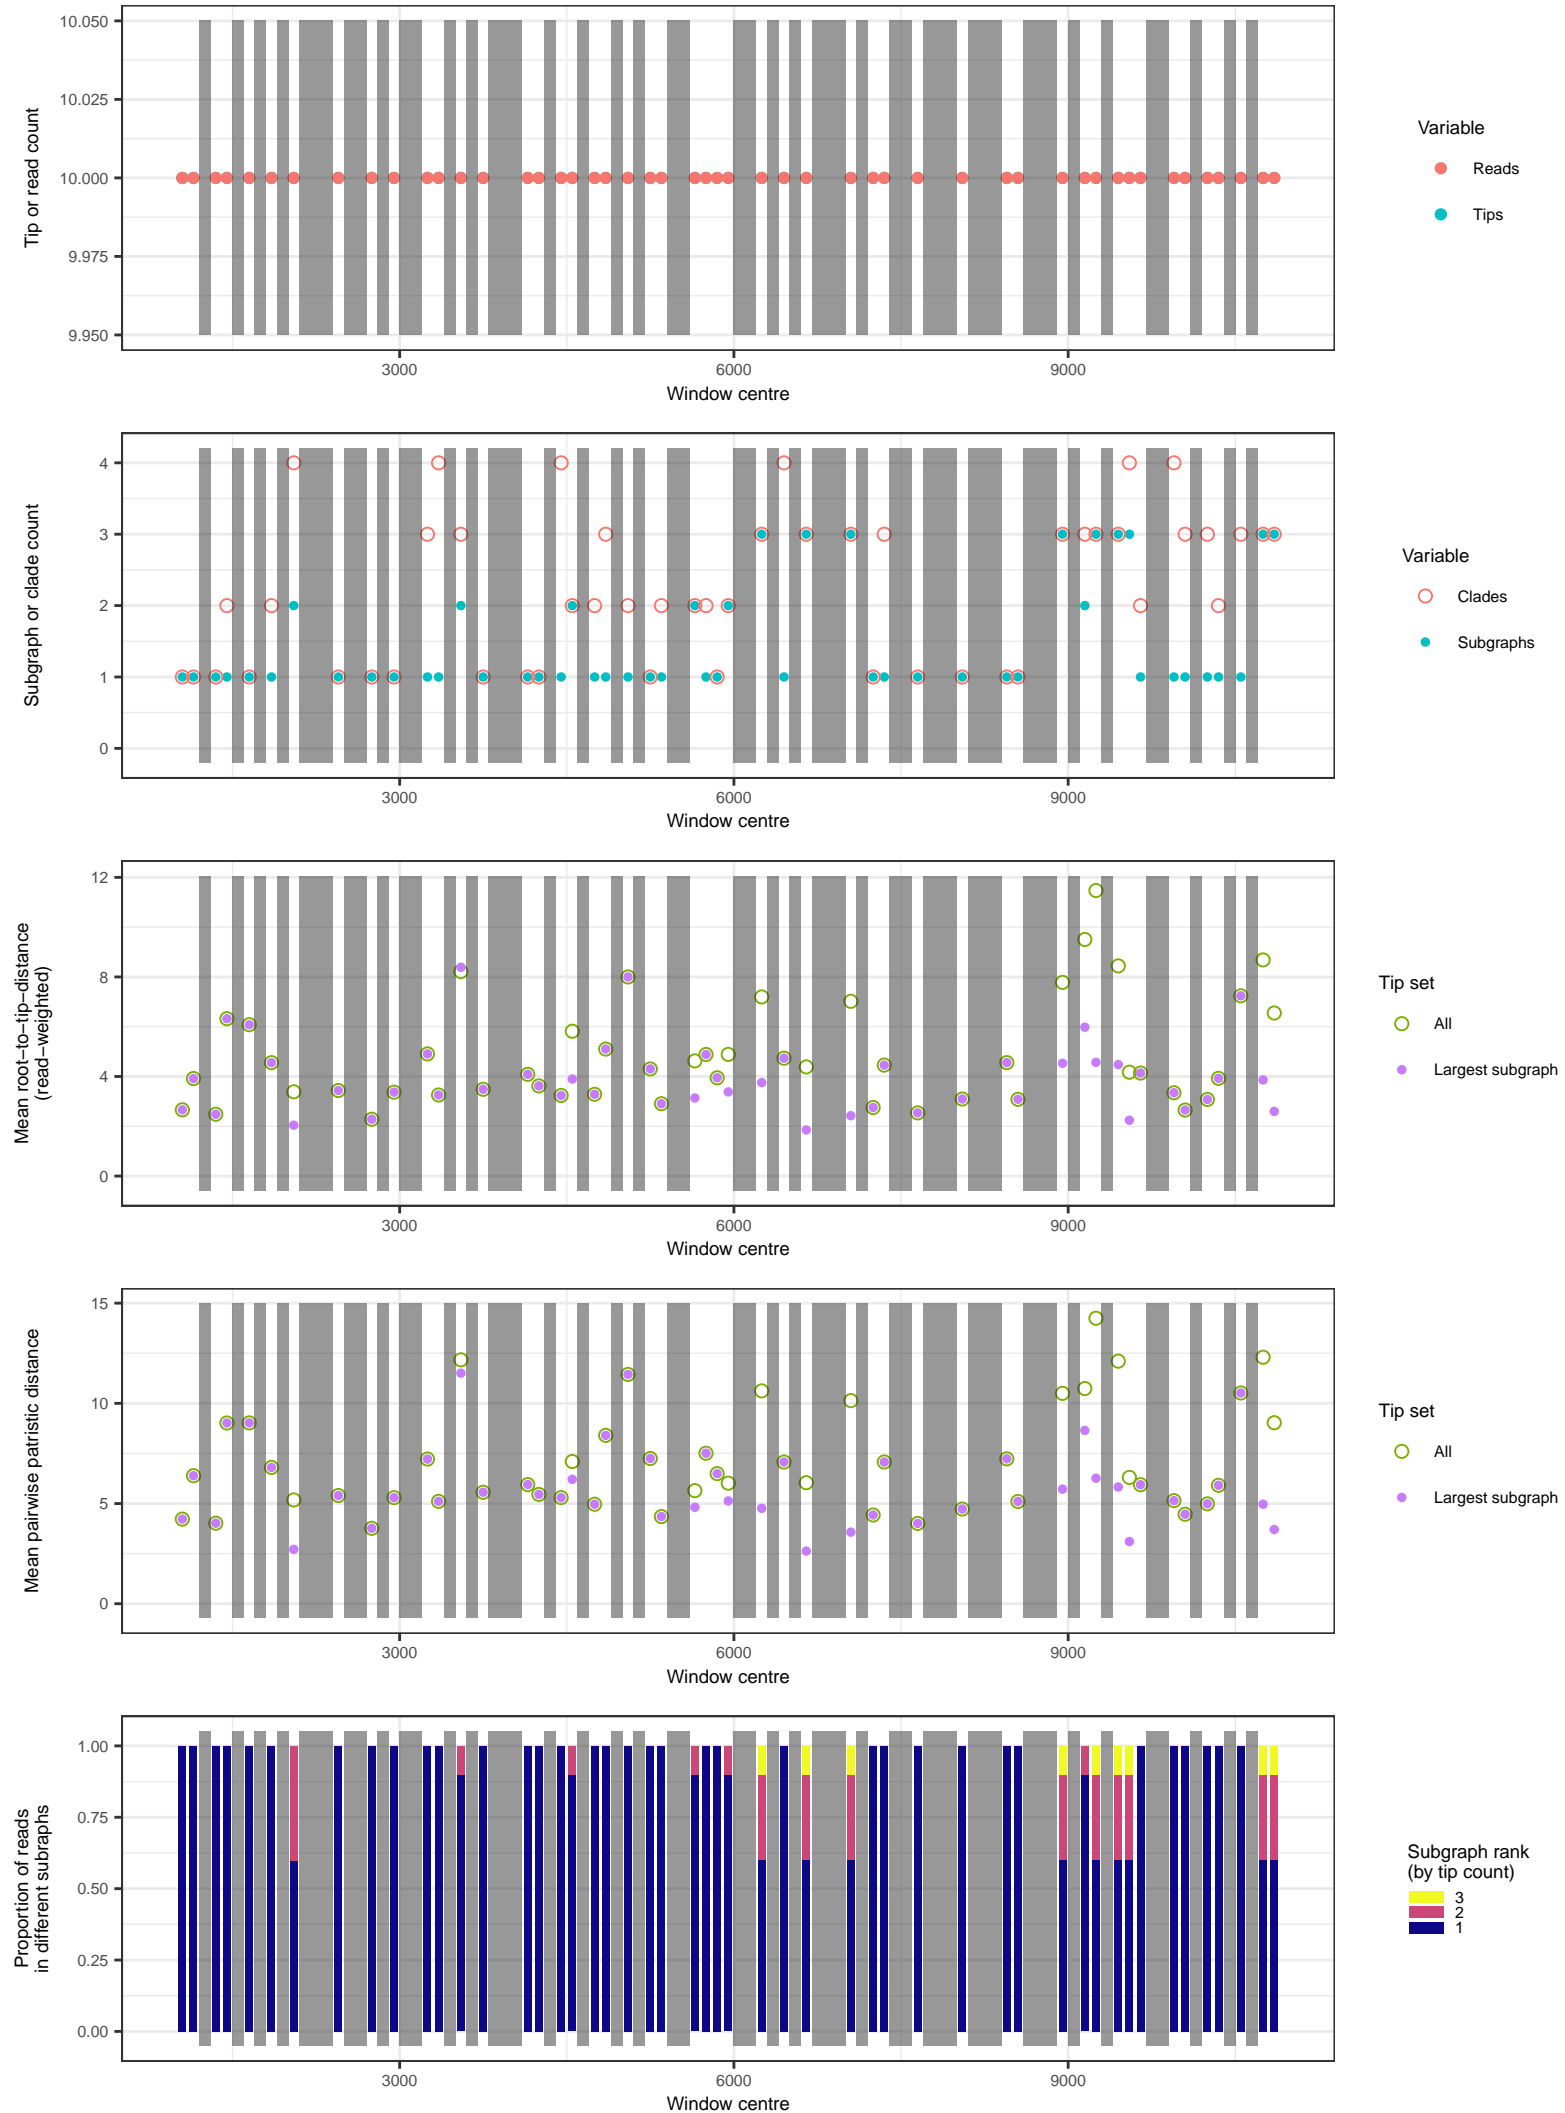 10.050
10.025
10.000
9.975
9.950
Tip or read count
3000
6000
9000
Window centre
Variable
Reads
Tips
4
3
2
1
0
Subgraph or clade count
3000
6000
9000
Window centre
Variable
Clades
Subgraphs
12
8
4
0
Mean root−to−tip−distance
(read−weighted)
3000
6000
9000
Window centre
Tip set
All
Largest subgraph
15
10
5
0
Mean pairwise patristic distance
3000
6000
9000
Window centre
Tip set
All
Largest subgraph
1.00
0.75
0.50
0.25
0.00
Proportion of reads
in different subraphs
3000
6000
9000
Window centre
Subgraph rank
(by tip count)
3
2
1